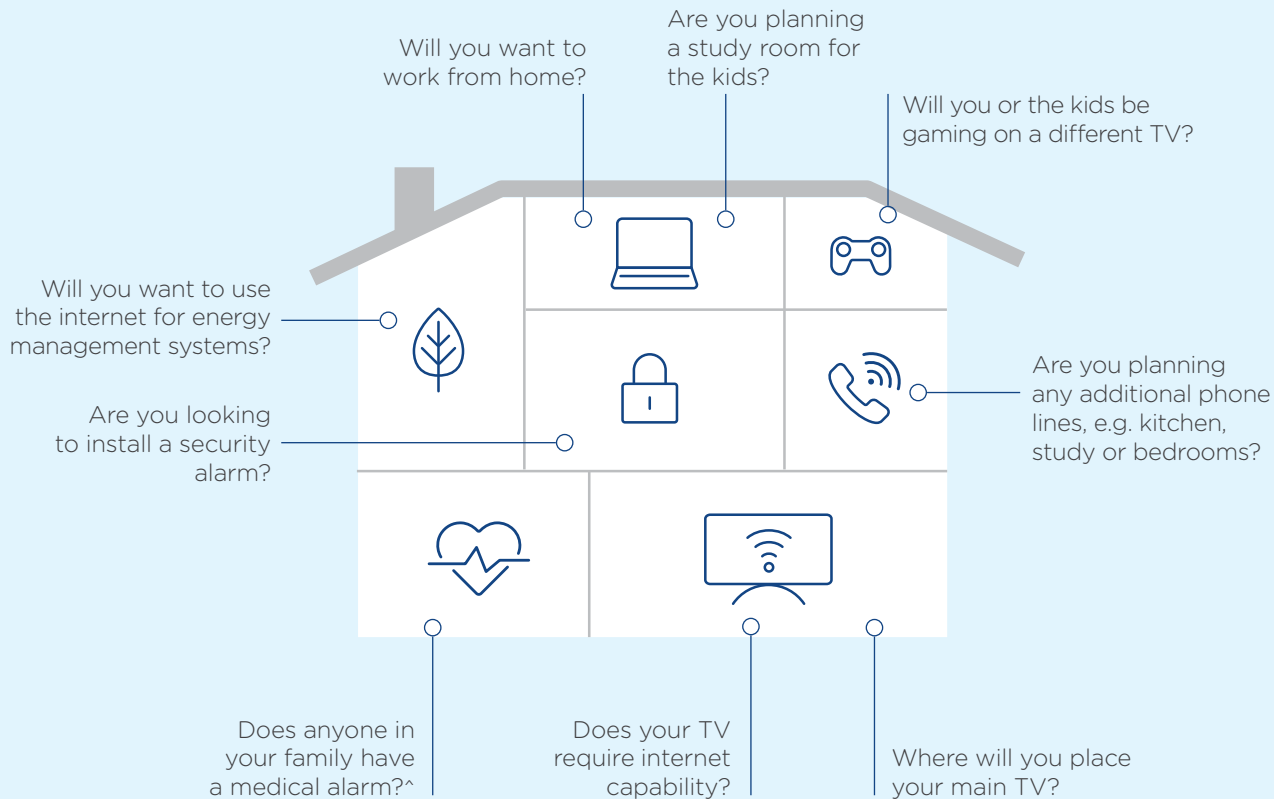 Will you want to
work from home?
Are you planning
a study room for
the kids?
Will you or the kids be
gaming on a different TV?
Will you want to use
the internet for energy
management systems?
Are you looking
to install a security
alarm?
Are you planning
any additional phone
lines, e.g. kitchen,
study or bedrooms?
Does anyone in
your family have
a medical alarm?^
Does your TV
require internet
capability?
Where will you place
your main TV?